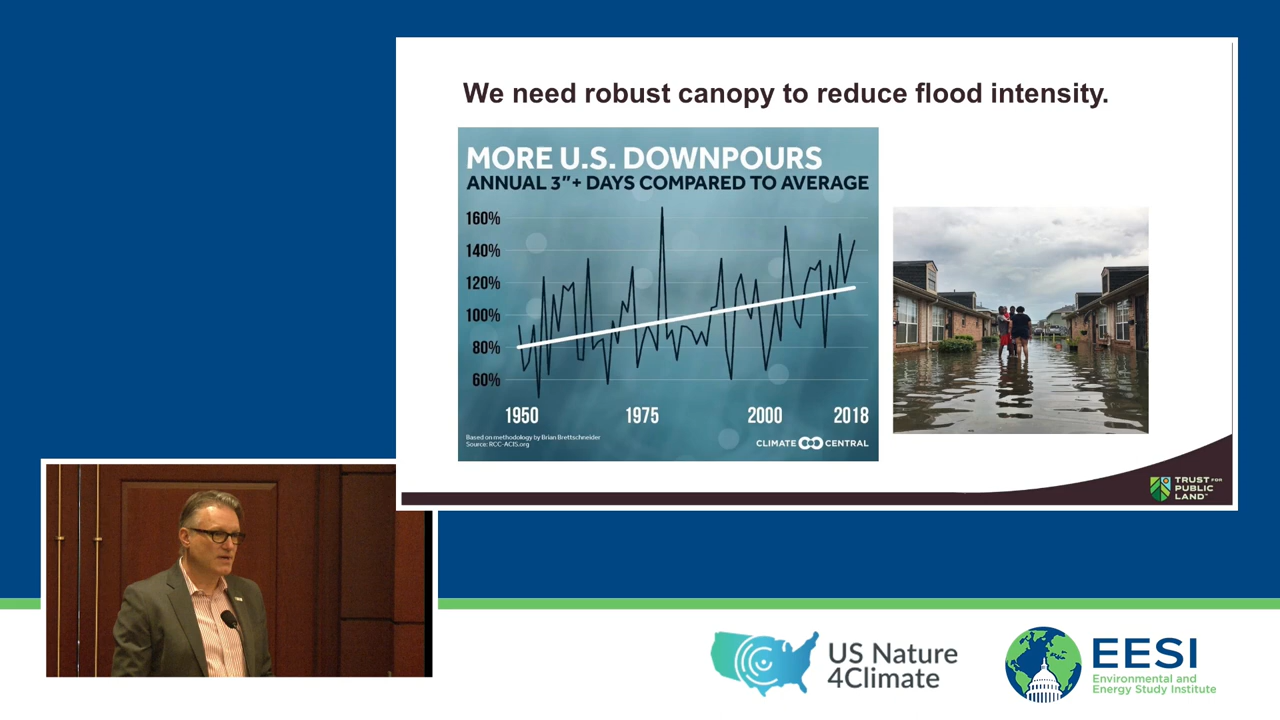 We need robust canopy to reduce flood intensity.
MORE U.S. DOWNPOURS
ANNUAL 3"+ DAYS COMPARED TO AVERAGE
160%
140%
120%
100%
80%
60%
1950 1975 2000 2018
Based on methodology by Brian Brettschneider
Source: RCC-ACIS.org
CLIMATE CENTRAL
TRUST FOR
PUBLIC
LAND™
US Nature
4Climate
EESI
Environmental and
Energy Study Institute